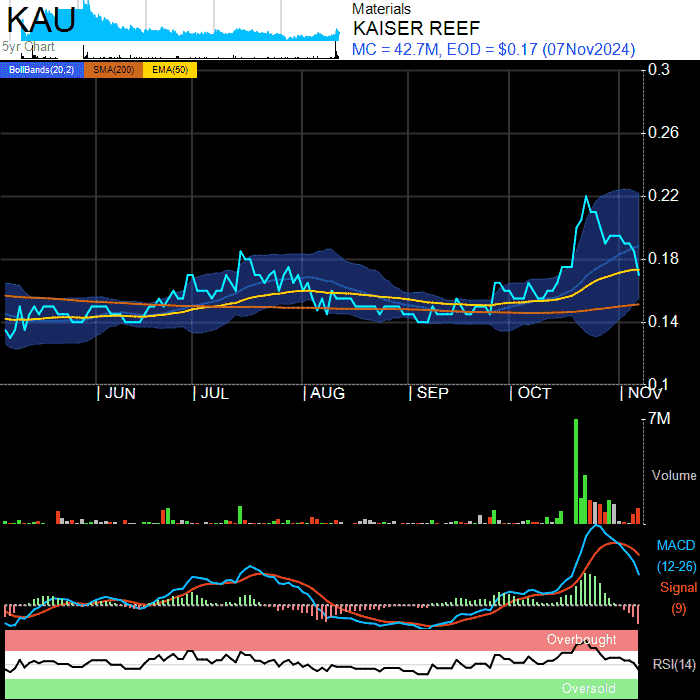 KAU
5yr Chart
Materials
KAISER REEF
MC = 42.7M, EOD = $0.17 (07Nov2024)
BollBands(20,2) SMA(200) EMA(50)
0.3
0.26
0.22
0.18
0.14
0.1
JUN JUL AUG SEP OCT NOV
7M
Volume
MACD
(12-26)
Signal
(9)
Overbought
RSI(14)
Oversold